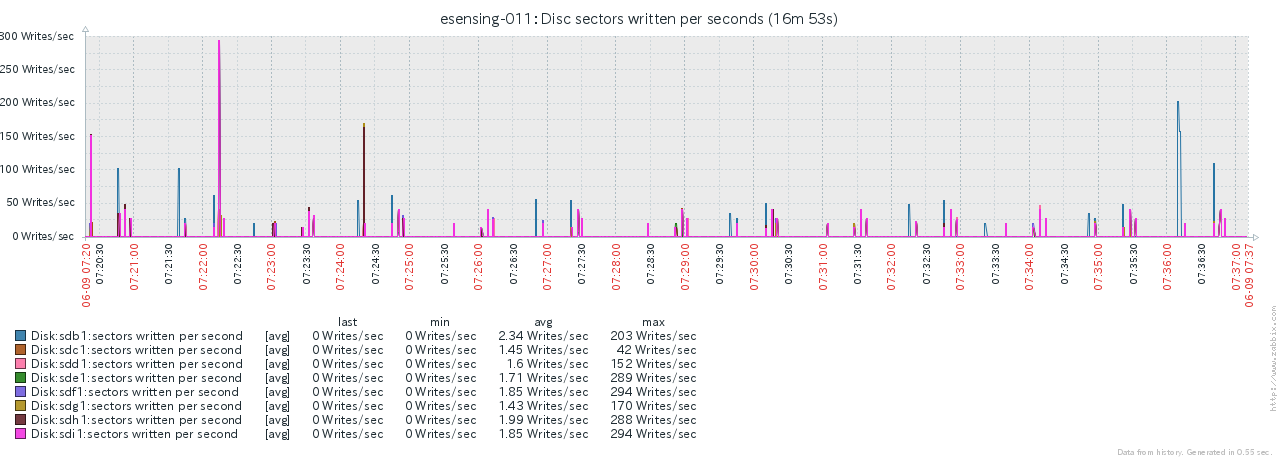 esensing-011: Disc sectors written per seconds (16m 53s)
300 Writes/sec
250 Writes/sec
200 Writes/sec
150 Writes/sec
100 Writes/sec
50 Writes/sec
0 Writes/sec
06-09 07:20
07:20:30
07:21:00
07:21:30
07:22:00
07:22:30
07:23:00
07:23:30
07:24:00
07:24:30
07:25:00
07:25:30
07:26:00
07:26:30
07:27:00
07:27:30
07:28:00
07:28:30
07:29:00
07:29:30
07:30:00
07:30:30
07:31:00
07:31:30
07:32:00
07:32:30
07:33:00
07:33:30
07:34:00
07:34:30
07:35:00
07:35:30
07:36:00
07:36:30
07:37:00
06-09 07:37
last min avg max
Disk:sdb1:sectors written per second [avg] 0 Writes/sec 0 Writes/sec 2.34 Writes/sec 203 Writes/sec
Disk:sdc1:sectors written per second [avg] 0 Writes/sec 0 Writes/sec 1.45 Writes/sec 42 Writes/sec
Disk:sdd1:sectors written per second [avg] 0 Writes/sec 0 Writes/sec 1.6 Writes/sec 152 Writes/sec
Disk:sde1:sectors written per second [avg] 0 Writes/sec 0 Writes/sec 1.71 Writes/sec 289 Writes/sec
Disk:sdf1:sectors written per second [avg] 0 Writes/sec 0 Writes/sec 1.85 Writes/sec 294 Writes/sec
Disk:sdg1:sectors written per second [avg] 0 Writes/sec 0 Writes/sec 1.43 Writes/sec 170 Writes/sec
Disk:sdh1:sectors written per second [avg] 0 Writes/sec 0 Writes/sec 1.99 Writes/sec 288 Writes/sec
Disk:sdi1:sectors written per second [avg] 0 Writes/sec 0 Writes/sec 1.85 Writes/sec 294 Writes/sec
http://www.zabbix.com
Data from history. Generated in 0.55 sec.